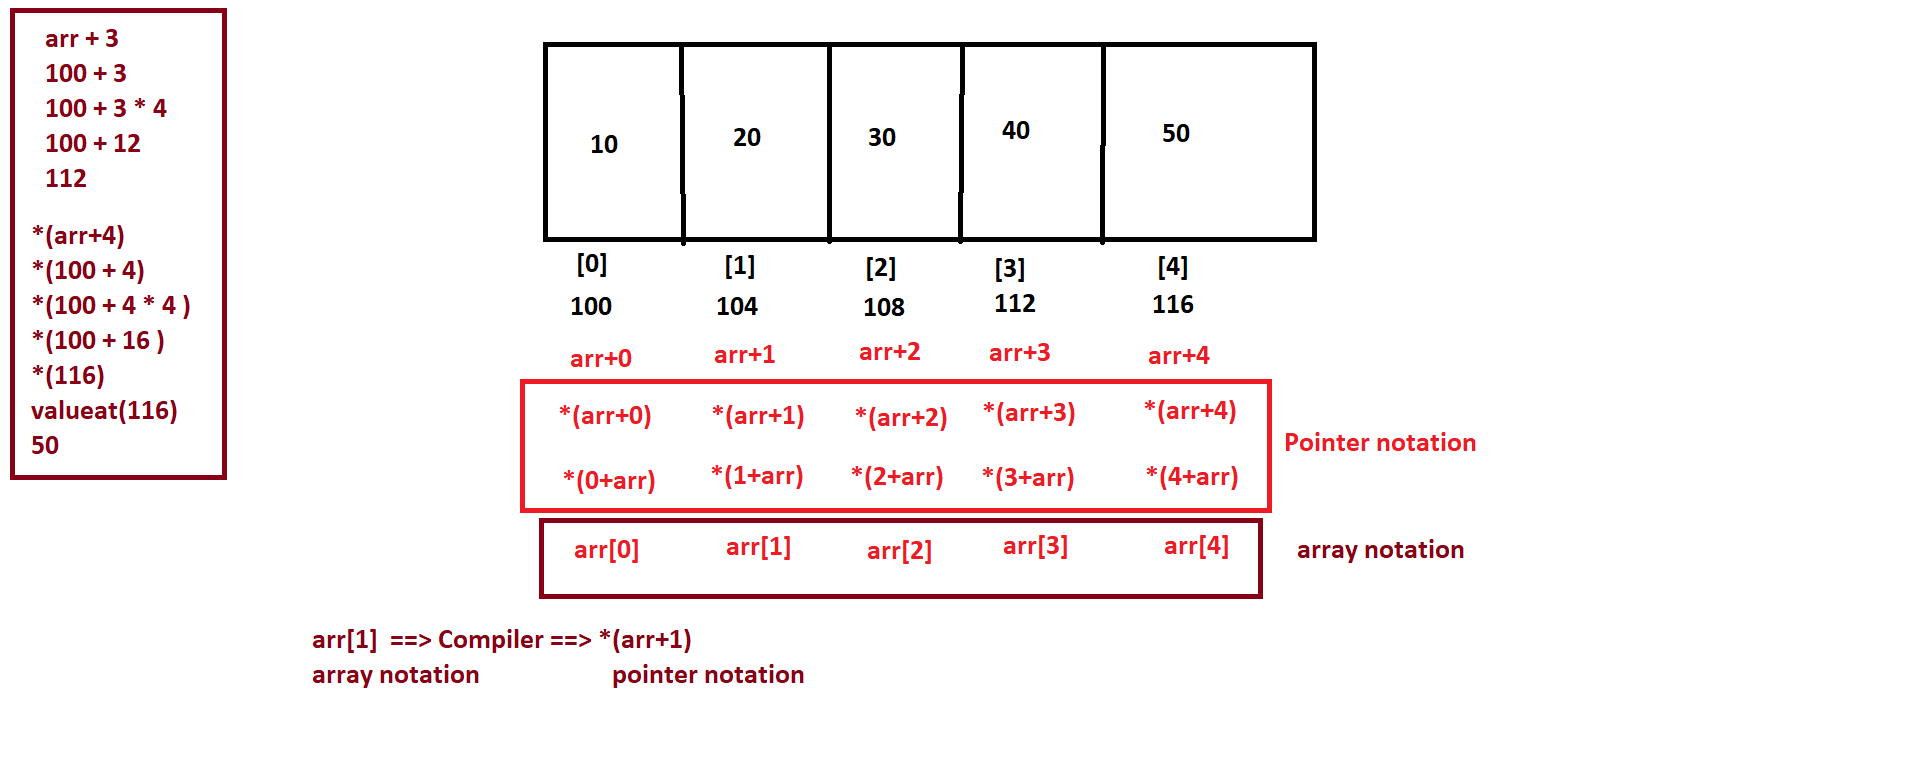 arr + 3
100 + 3
100 + 3 * 4
100 + 12
112
*(arr+4)
*(100 + 4)
*(100 + 4 * 4 )
*(100 + 16 )
*(116)
valueat(116)
50
10 20 30 40 50
[0] [1] [2] [3] [4]
100 104 108 112 116
arr+0 arr+1 arr+2 arr+3 arr+4
*(arr+0) *(arr+1) *(arr+2) *(arr+3) *(arr+4)
Pointer notation
*(0+arr) *(1+arr) *(2+arr) *(3+arr) *(4+arr)
arr[0] arr[1] arr[2] arr[3] arr[4] array notation
arr[1] ==> Compiler ==> *(arr+1)
array notation pointer notation